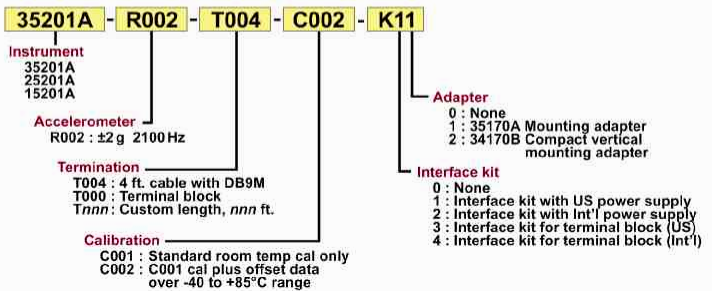 35201A - R002 - T004 - C002 - K11
Instrument
35201A
25201A
15201A
Accelerometer
R002 : ±2 g 2100 Hz
Termination
T004 : 4 ft. cable with DB9M
T000 : Terminal block
Tnnn : Custom length, nnn ft.
Calibration
C001 : Standard room temp cal only
C002 : C001 cal plus offset data
over -40 to +85°C range
Adapter
0 : None
1 : 35170A Mounting adapter
2 : 34170B Compact vertical
mounting adapter
Interface kit
0 : None
1 : Interface kit with US power supply
2 : Interface kit with Int'l power supply
3 : Interface kit for terminal block (US)
4 : Interface kit for terminal block (Int'l)